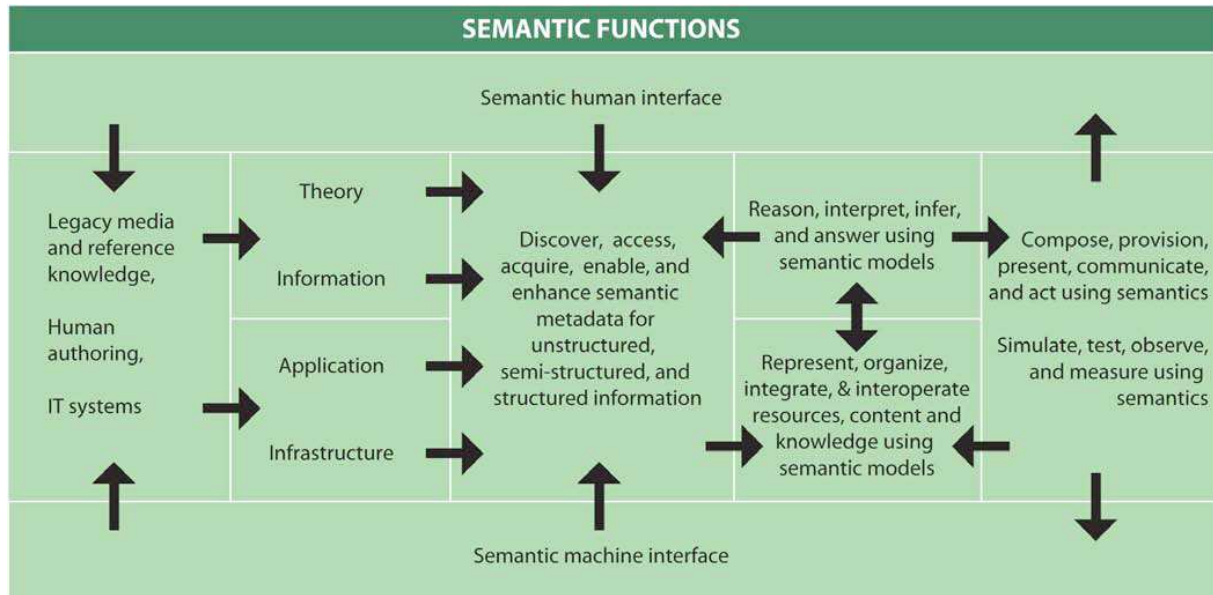 SEMANTIC FUNCTIONS
Semantic human interface
Legacy media
and reference
knowledge,
Human
authoring,
IT systems
Theory
Information
Application
Infrastructure
Discover, access,
acquire, enable, and
enhance semantic
metadata for
unstructured,
semi-structured, and
structured information
Reason, interpret, infer,
and answer using
semantic models
Represent, organize,
integrate, & interoperate
resources, content and
knowledge using
semantic models
Compose, provision,
present, communicate,
and act using semantics
Simulate, test, observe,
and measure using
semantics
Semantic machine interface